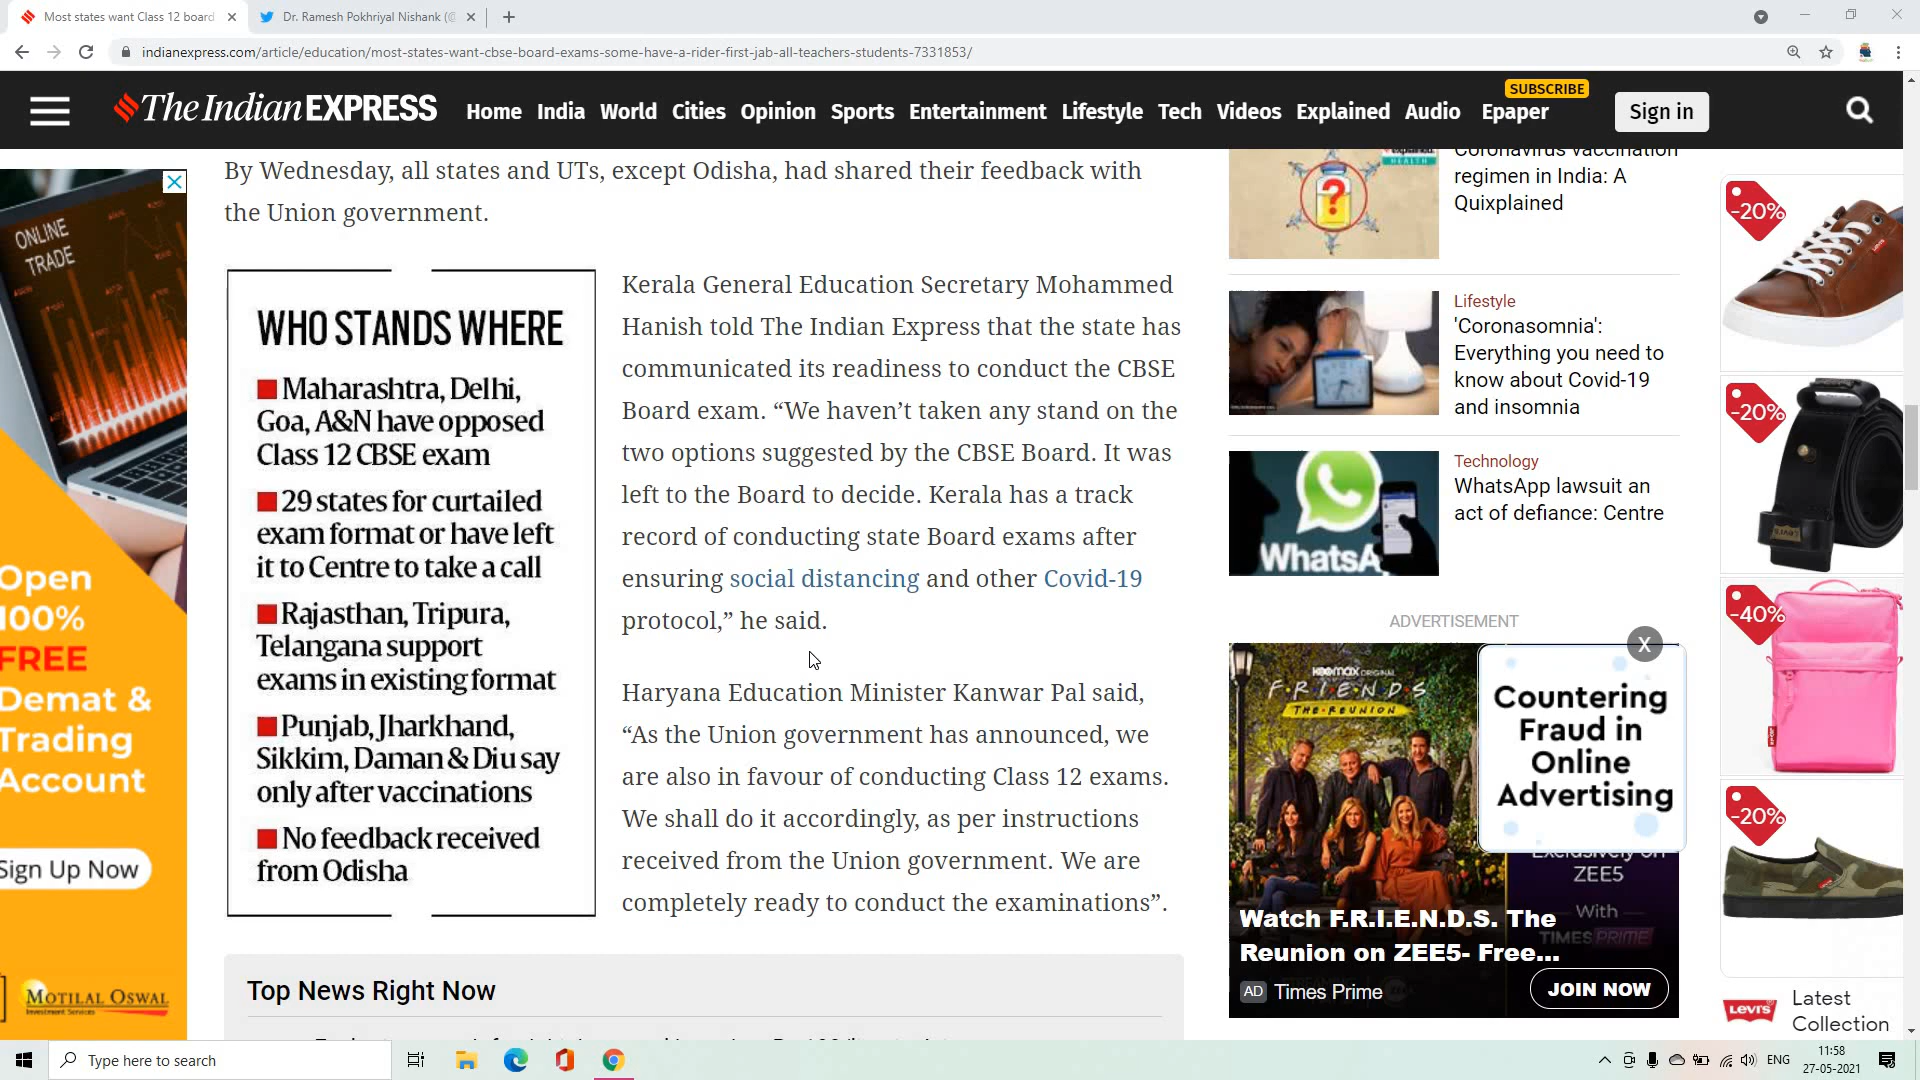 Most states want Class 12 board
Dr. Ramesh Pokhriyal Nishank (@
indianexpress.com/article/education/most-states-want-cbse-board-exams-some-have-a-rider-first-jab-all-teachers-students-7331853/
The Indian EXPRESS
Home India World Cities Opinion Sports Entertainment Lifestyle Tech Videos Explained Audio Epaper
SUBSCRIBE
Sign in
By Wednesday, all states and UTs, except Odisha, had shared their feedback with
the Union government.
WHO STANDS WHERE
Maharashtra, Delhi,
Goa, A&N have opposed
Class 12 CBSE exam
29 states for curtailed
exam format or have left
it to Centre to take a call
Rajasthan, Tripura,
Telangana support
exams in existing format
Punjab, Jharkhand,
Sikkim, Daman & Diu say
only after vaccinations
No feedback received
from Odisha
Kerala General Education Secretary Mohammed
Hanish told The Indian Express that the state has
communicated its readiness to conduct the CBSE
Board exam. “We haven’t taken any stand on the
two options suggested by the CBSE Board. It was
left to the Board to decide. Kerala has a track
record of conducting state Board exams after
ensuring social distancing and other Covid-19
protocol,” he said.
Haryana Education Minister Kanwar Pal said,
“As the Union government has announced, we
are also in favour of conducting Class 12 exams.
We shall do it accordingly, as per instructions
received from the Union government. We are
completely ready to conduct the examinations”.
Top News Right Now
ONLINE
TRADE
Open
100%
FREE
Demat &
Trading
Account
Sign Up Now
MOTILAL OSWAL
Investment Services
HEALTH
?
Coronavirus vaccination
regimen in India: A
Quixplained
Lifestyle
'Coronasomnia':
Everything you need to
know about Covid-19
and insomnia
Technology
WhatsApp lawsuit an
act of defiance: Centre
WhatsA
ADVERTISEMENT
X
HBOMAX ORIGINAL
F·R·I·E·N·D·S
THE·REUNION
Countering
Fraud in
Online
Advertising
Exclusively on
ZEE5
With
TIMES PRIME
Watch F.R.I.E.N.D.S. The
Reunion on ZEE5- Free...
AD Times Prime
JOIN NOW
-20%
-20%
-40%
-20%
LEVI'S
Latest
Collection
Type here to search
ENG
11:58
27-05-2021